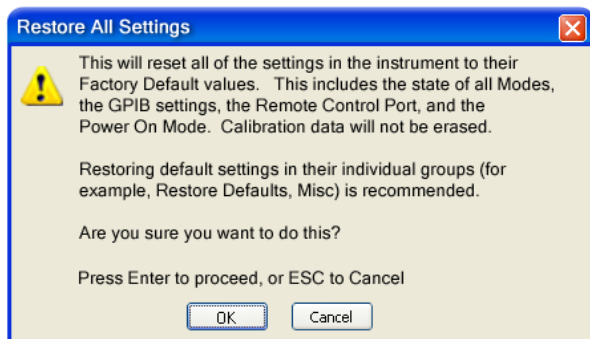 Restore All Settings
This will reset all of the settings in the instrument to their
Factory Default values. This includes the state of all Modes,
the GPIB settings, the Remote Control Port, and the
Power On Mode. Calibration data will not be erased.
Restoring default settings in their individual groups (for
example, Restore Defaults, Misc) is recommended.
Are you sure you want to do this?
Press Enter to proceed, or ESC to Cancel
OK
Cancel